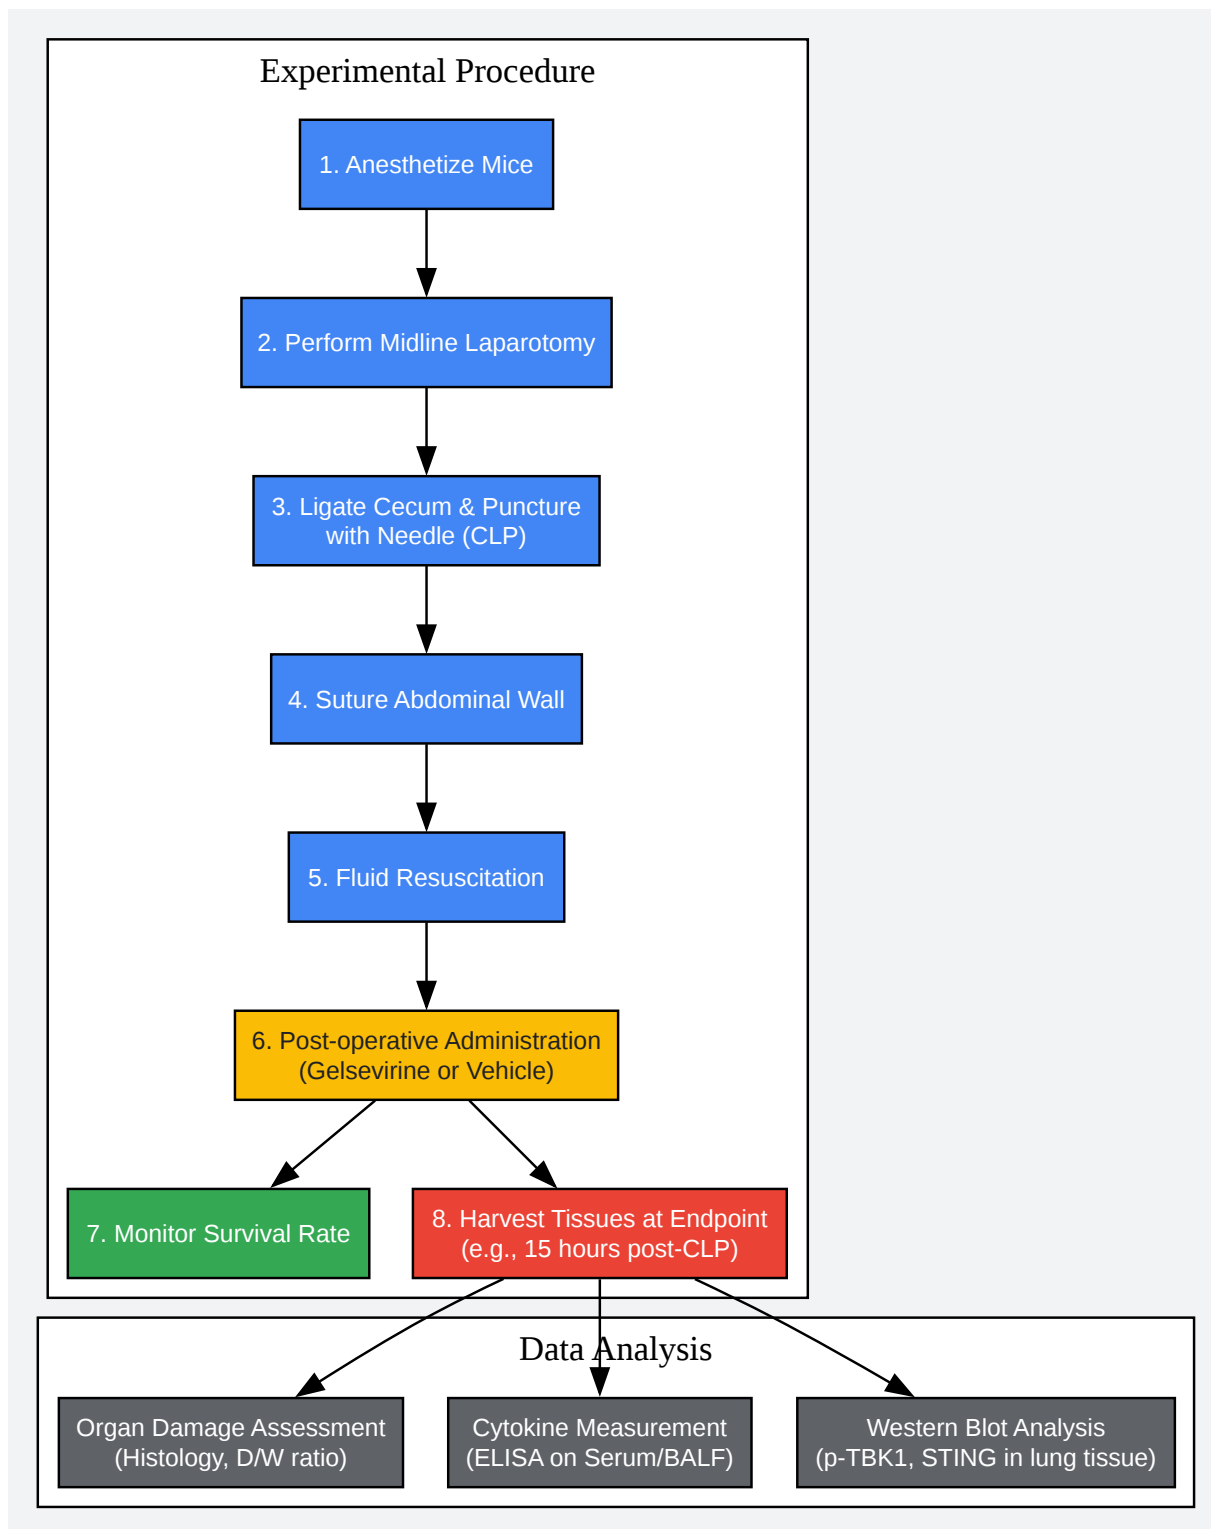 Experimental Procedure
1. Anesthetize Mice
2. Perform Midline Laparotomy
3. Ligate Cecum & Puncture
with Needle (CLP)
4. Suture Abdominal Wall
5. Fluid Resuscitation
6. Post-operative Administration
(Gelsevirine or Vehicle)
7. Monitor Survival Rate
8. Harvest Tissues at Endpoint
(e.g., 15 hours post-CLP)
Data Analysis
Organ Damage Assessment
(Histology, D/W ratio)
Cytokine Measurement
(ELISA on Serum/BALF)
Western Blot Analysis
(p-TBK1, STING in lung tissue)